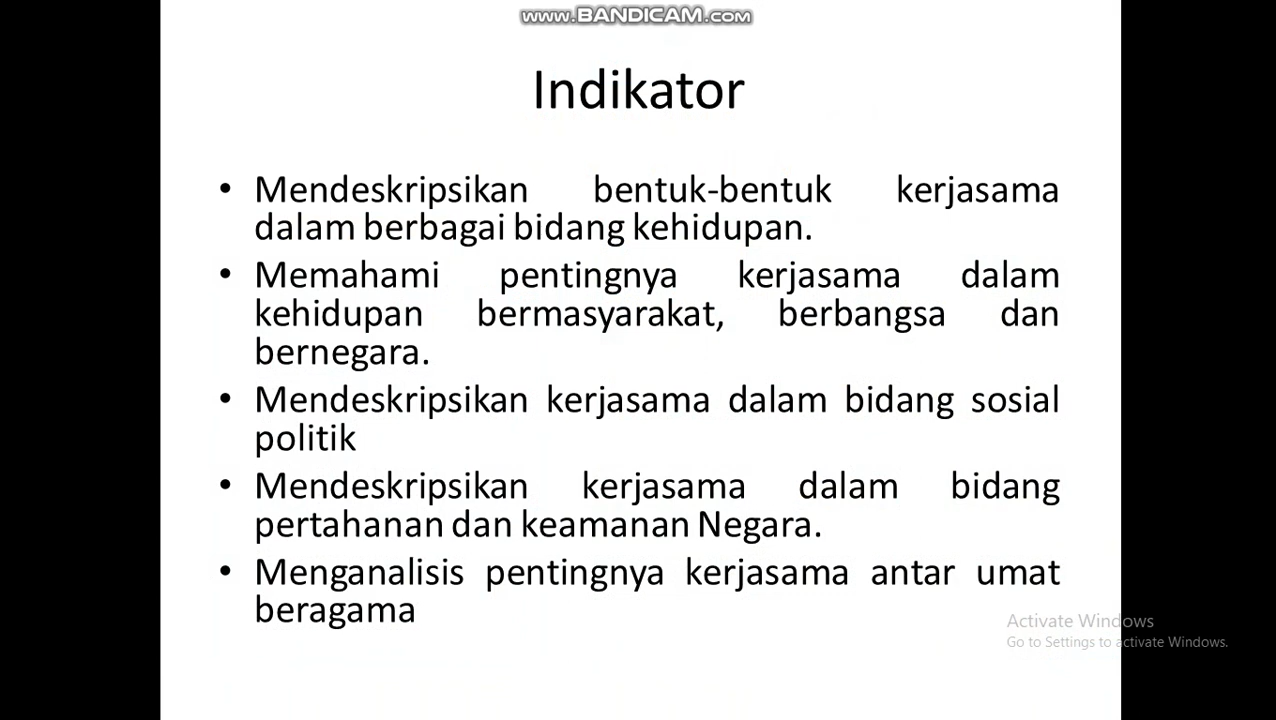 www.BANDICAM.com
Indikator
• Mendeskripsikan bentuk-bentuk kerjasama
dalam berbagai bidang kehidupan.
• Memahami pentingnya kerjasama dalam
kehidupan bermasyarakat, berbangsa dan
bernegara.
• Mendeskripsikan kerjasama dalam bidang sosial
politik
• Mendeskripsikan kerjasama dalam bidang
pertahanan dan keamanan Negara.
• Menganalisis pentingnya kerjasama antar umat
beragama
Activate Windows
Go to Settings to activate Windows.